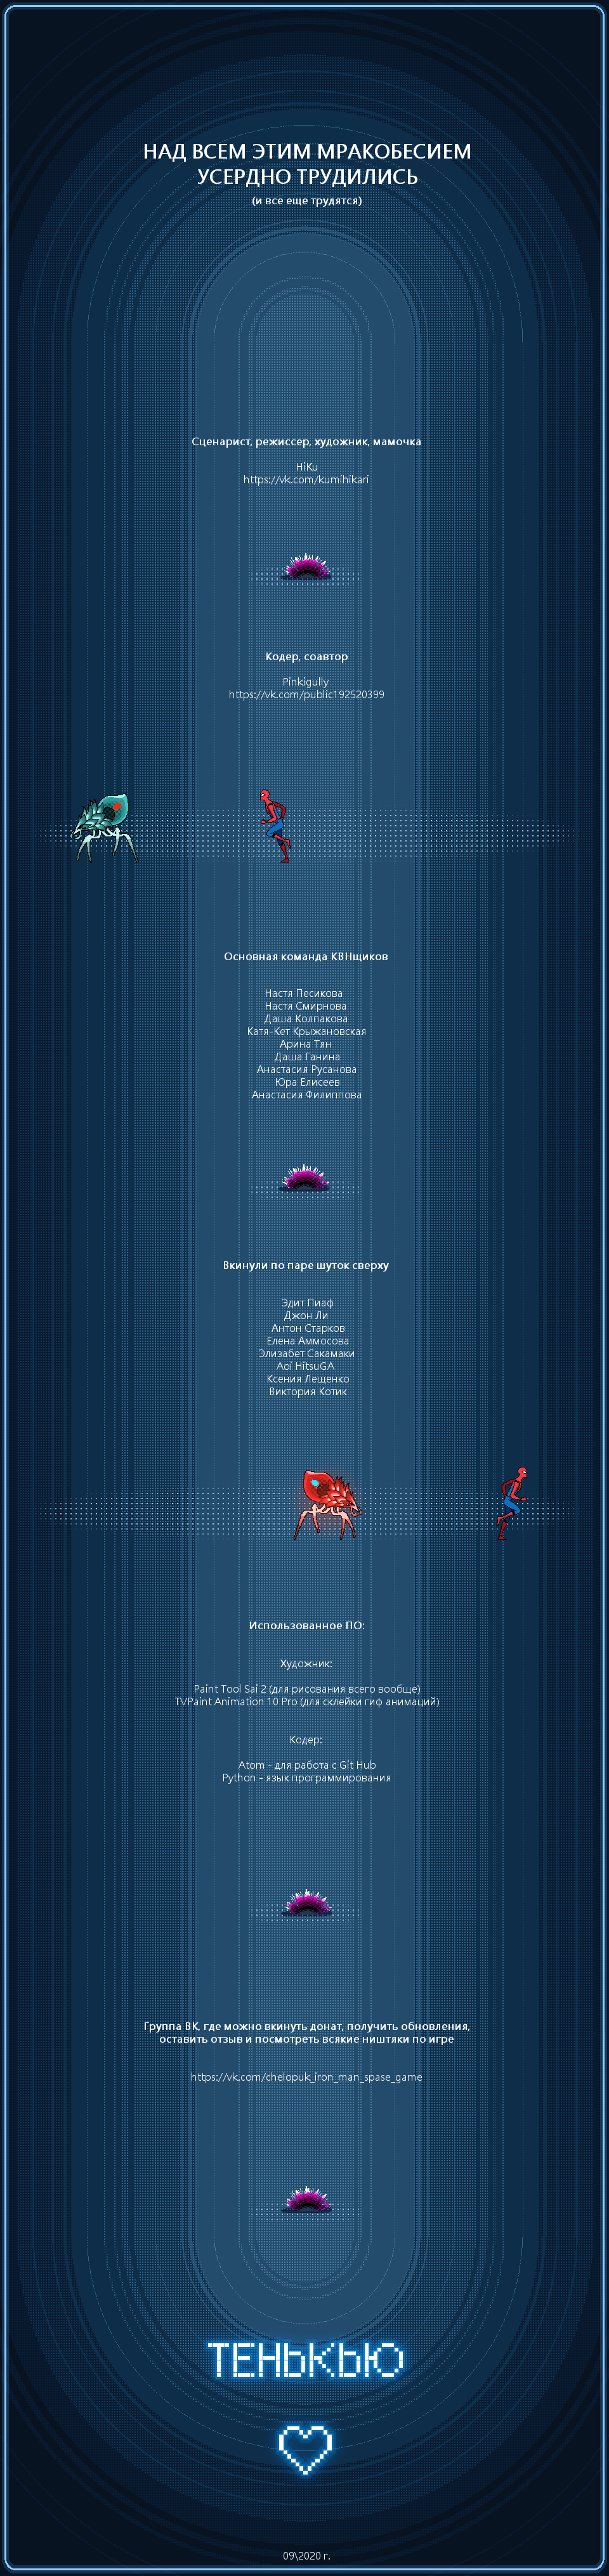 НАД ВСЕМ ЭТИМ МРАКОБЕСИЕМ
УСЕРДНО ТРУДИЛИСЬ
(и все еще трудятся)
Сценарист, режиссер, художник, мамочка
HiKu
https://vk.com/kumihikari
Кодер, соавтор
Pinkigully
https://vk.com/public192520399
Основная команда КВНщиков
Настя Песикова
Настя Смирнова
Даша Колпакова
Катя-Кет Крыжановская
Арина Тян
Даша Ганина
Анастасия Русанова
Юра Елисеев
Анастасия Филиппова
Вкинули по паре шуток сверху
Эдит Пиаф
Джон Ли
Антон Старков
Елена Аммосова
Элизабет Сакамаки
Aoi HitsuGA
Ксения Лещенко
Виктория Котик
Использованное ПО:
Художник:
Paint Tool Sai 2 (для рисования всего вообще)
TVPaint Animation 10 Pro (для склейки гиф анимаций)
Кодер:
Atom - для работа с Git Hub
Python - язык программирования
Группа ВК, где можно вкинуть донат, получить обновления,
оставить отзыв и посмотреть всякие ништяки по игре
https://vk.com/chelopuk_iron_man_spase_game
ТЕНЬКЬЮ
09\2020 г.